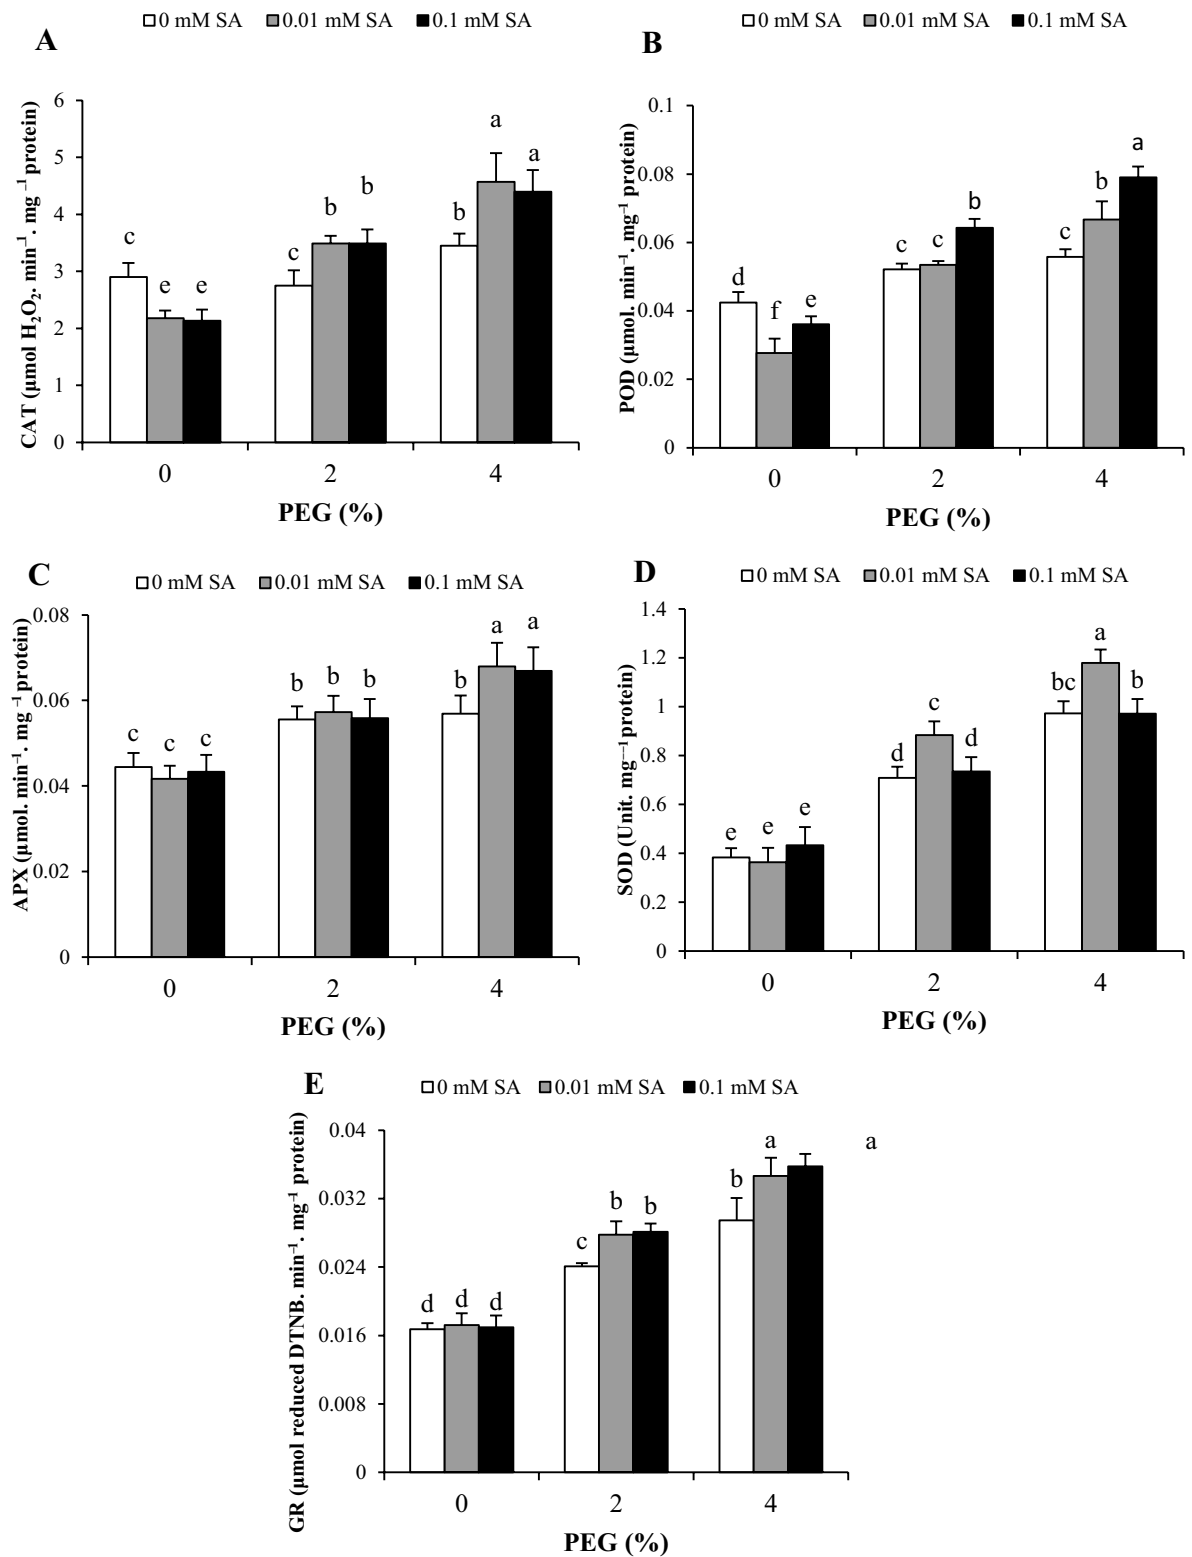 A
0 mM SA 0.01 mM SA 0.1 mM SA
CAT (µmol H₂O₂. min⁻¹. mg ⁻¹ protein)
6
5
4
3
2
1
0
c e e c b b b a a
0 2 4
PEG (%)
B
0 mM SA 0.01 mM SA 0.1 mM SA
POD (µmol. min⁻¹. mg⁻¹ protein)
0.1
0.08
0.06
0.04
0.02
0
d f e c c b c b a
0 2 4
PEG (%)
C
0 mM SA 0.01 mM SA 0.1 mM SA
APX (µmol. min⁻¹. mg ⁻¹ protein)
0.08
0.06
0.04
0.02
0
c c c b b b b a a
0 2 4
PEG (%)
D
0 mM SA 0.01 mM SA 0.1 mM SA
SOD (Unit. mg⁻⁻¹ protein)
1.4
1.2
1
0.8
0.6
0.4
0.2
0
e e e d c d bc a b
0 2 4
PEG (%)
E
0 mM SA 0.01 mM SA 0.1 mM SA
GR (µmol reduced DTNB. min⁻¹. mg⁻¹ protein)
0.04
0.032
0.024
0.016
0.008
0
d d d c b b b a a
0 2 4
PEG (%)